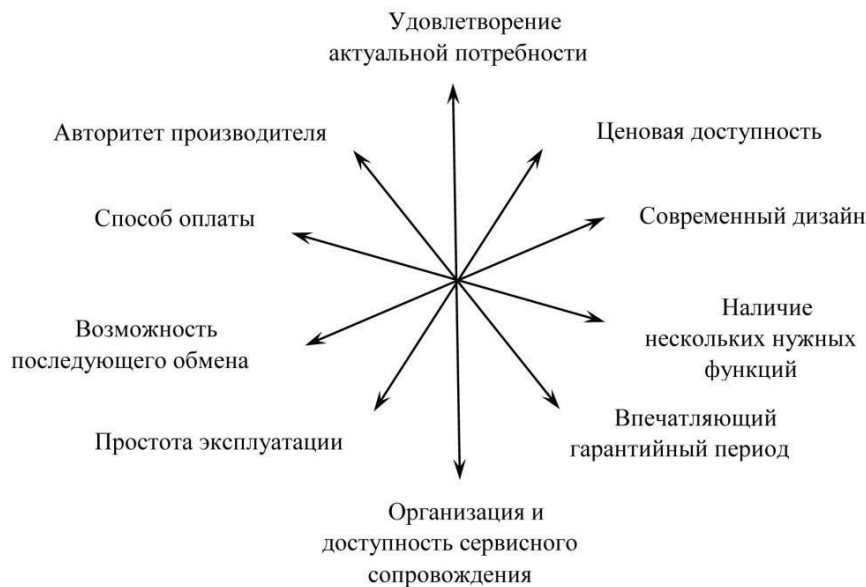 Удовлетворение
актуальной потребности
Авторитет производителя
Ценовая доступность
Способ оплаты
Современный дизайн
Возможность
последующего обмена
Наличие
нескольких нужных
функций
Простота эксплуатации
Впечатляющий
гарантийный период
Организация и
доступность сервисного
сопровождения